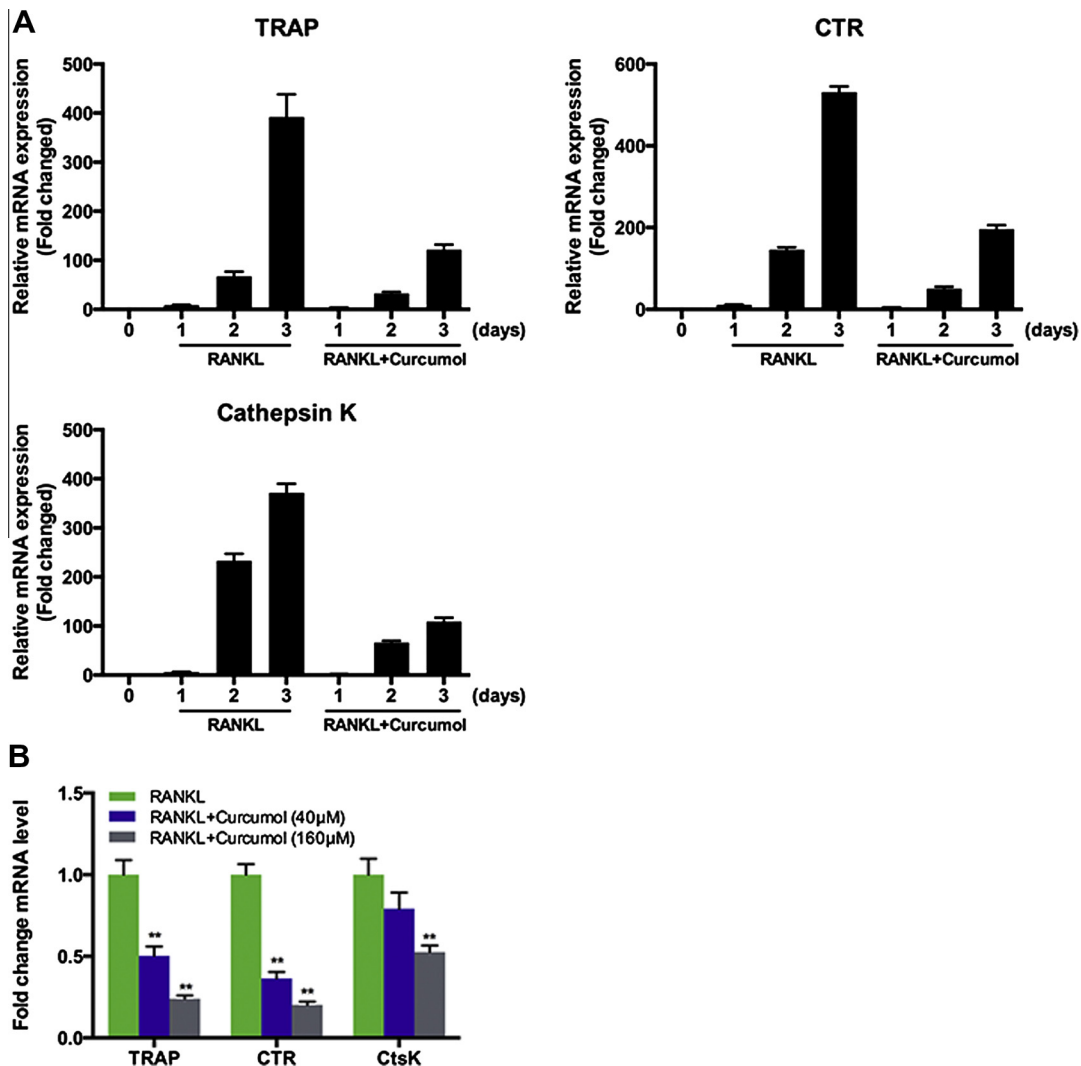 A
TRAP
Relative mRNA expression
(Fold changed)
500
400
300
200
100
0
0 1 2 3 1 2 3 (days)
RANKL RANKL+Curcumol
CTR
Relative mRNA expression
(Fold changed)
600
400
200
0
0 1 2 3 1 2 3 (days)
RANKL RANKL+Curcumol
Cathepsin K
Relative mRNA expression
(Fold changed)
500
400
300
200
100
0
0 1 2 3 1 2 3 (days)
RANKL RANKL+Curcumol
B
Fold change mRNA level
1.5
1.0
0.5
0.0
RANKL
RANKL+Curcumol (40μM)
RANKL+Curcumol (160μM)
** ** ** ** **
TRAP CTR CtsK